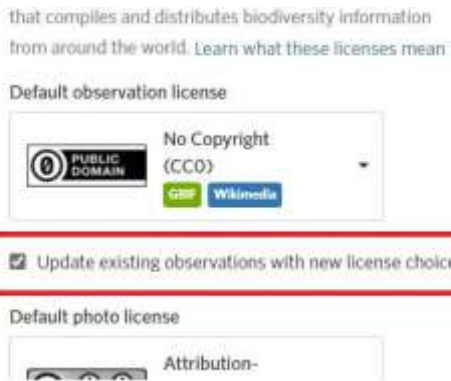 that compiles and distributes biodiversity information
from around the world. Learn what these licenses mean
Default observation license
No Copyright
PUBLIC
DOMAIN
(CC0)
GBIF Wikimedia
Update existing observations with new license choice
Default photo license
Attribution-